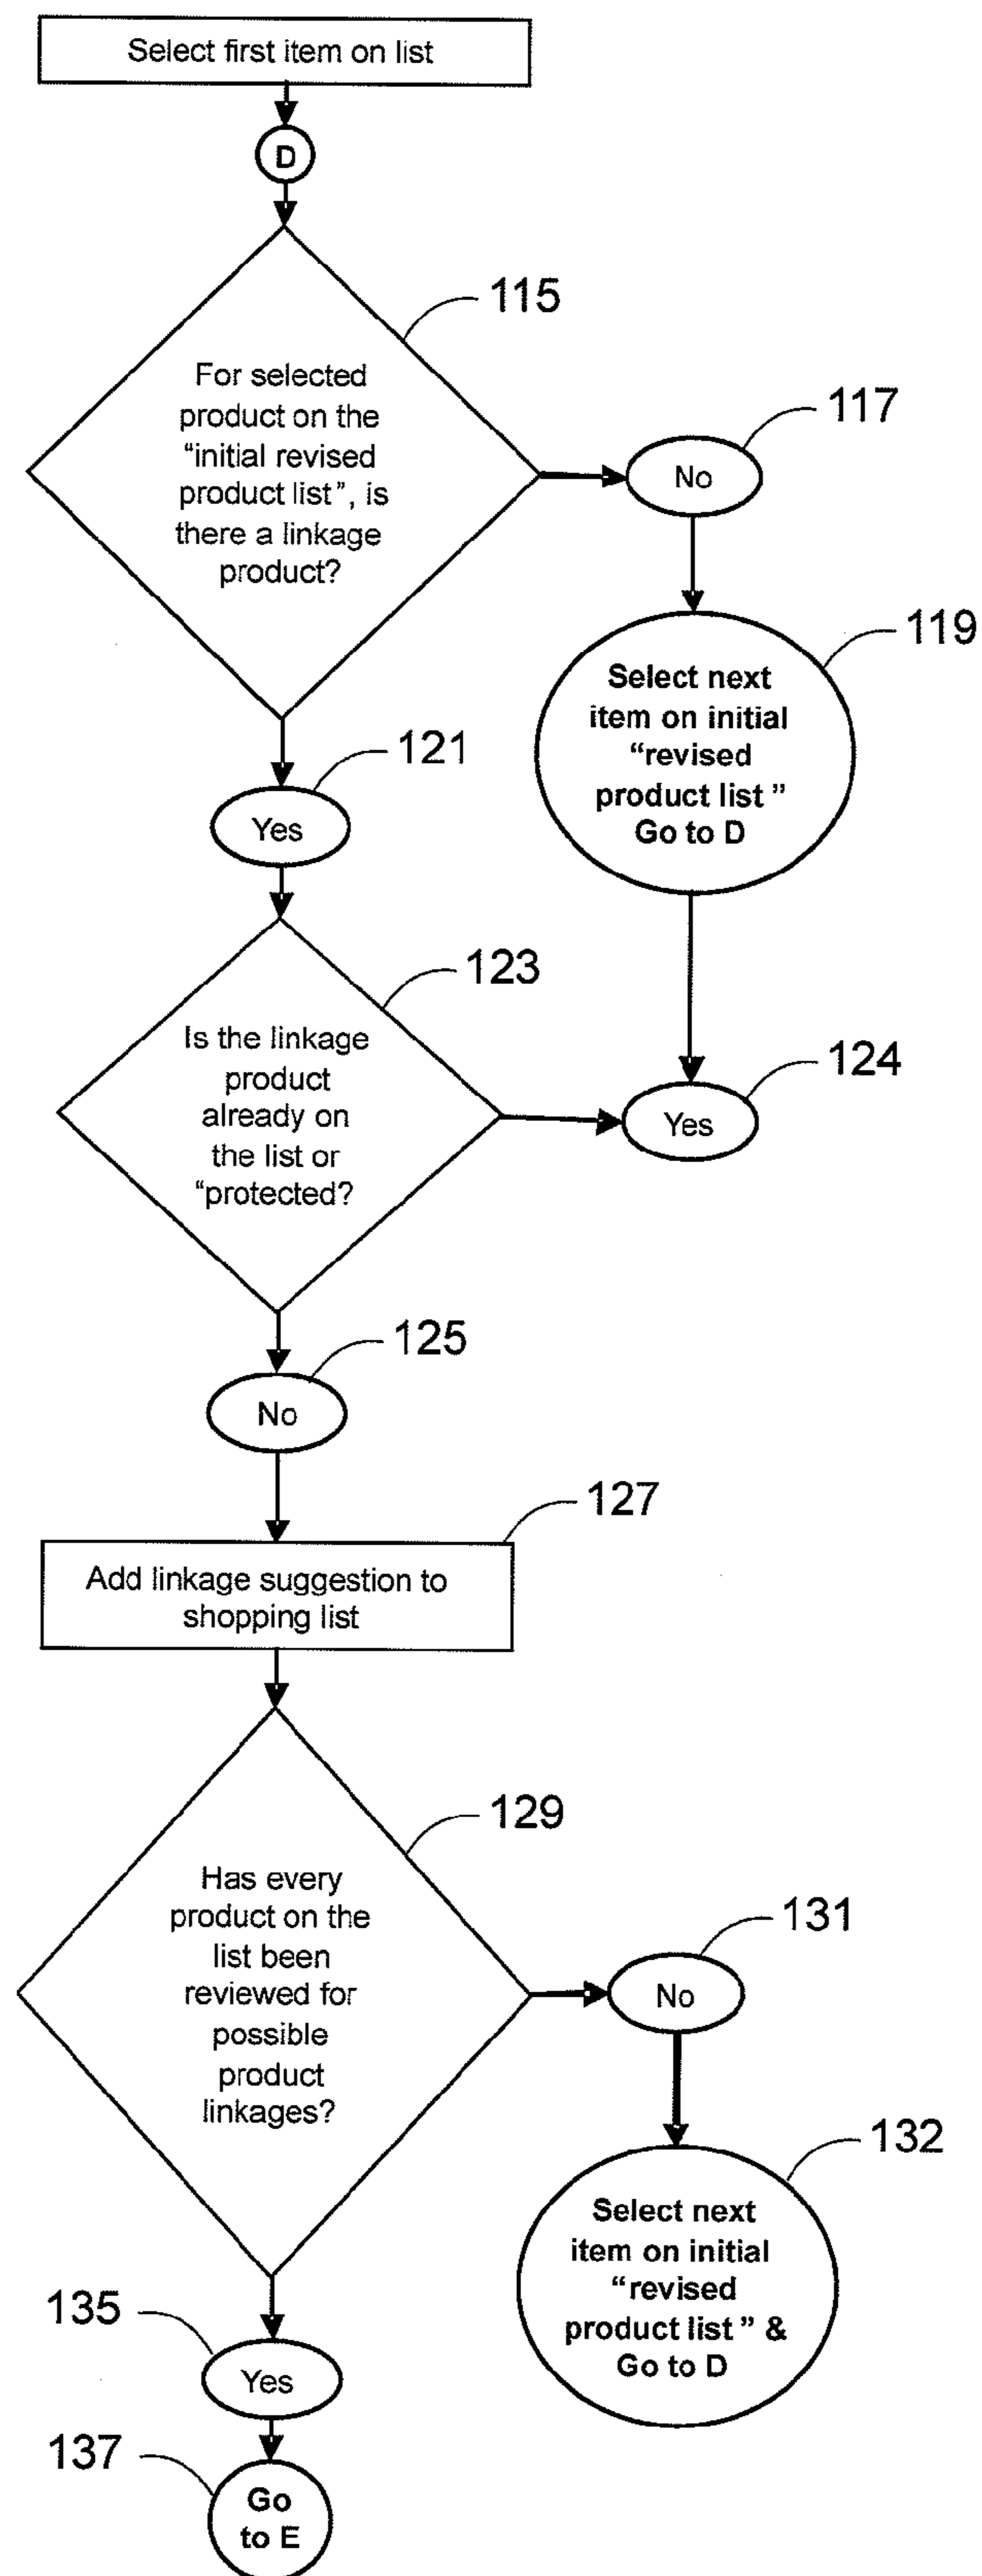 Select first item on list
D
115
For selected
product on the
“initial revised
product list”, is
there a linkage
product?
117
No
119
Select next
item on initial
“revised
product list ”
Go to D
121
Yes
123
Is the linkage
product
already on
the list or
“protected?
124
Yes
125
No
127
Add linkage suggestion to
shopping list
129
Has every
product on the
list been
reviewed for
possible
product
linkages?
131
No
132
Select next
item on initial
“revised
product list ” &
Go to D
135
Yes
137
Go
to E